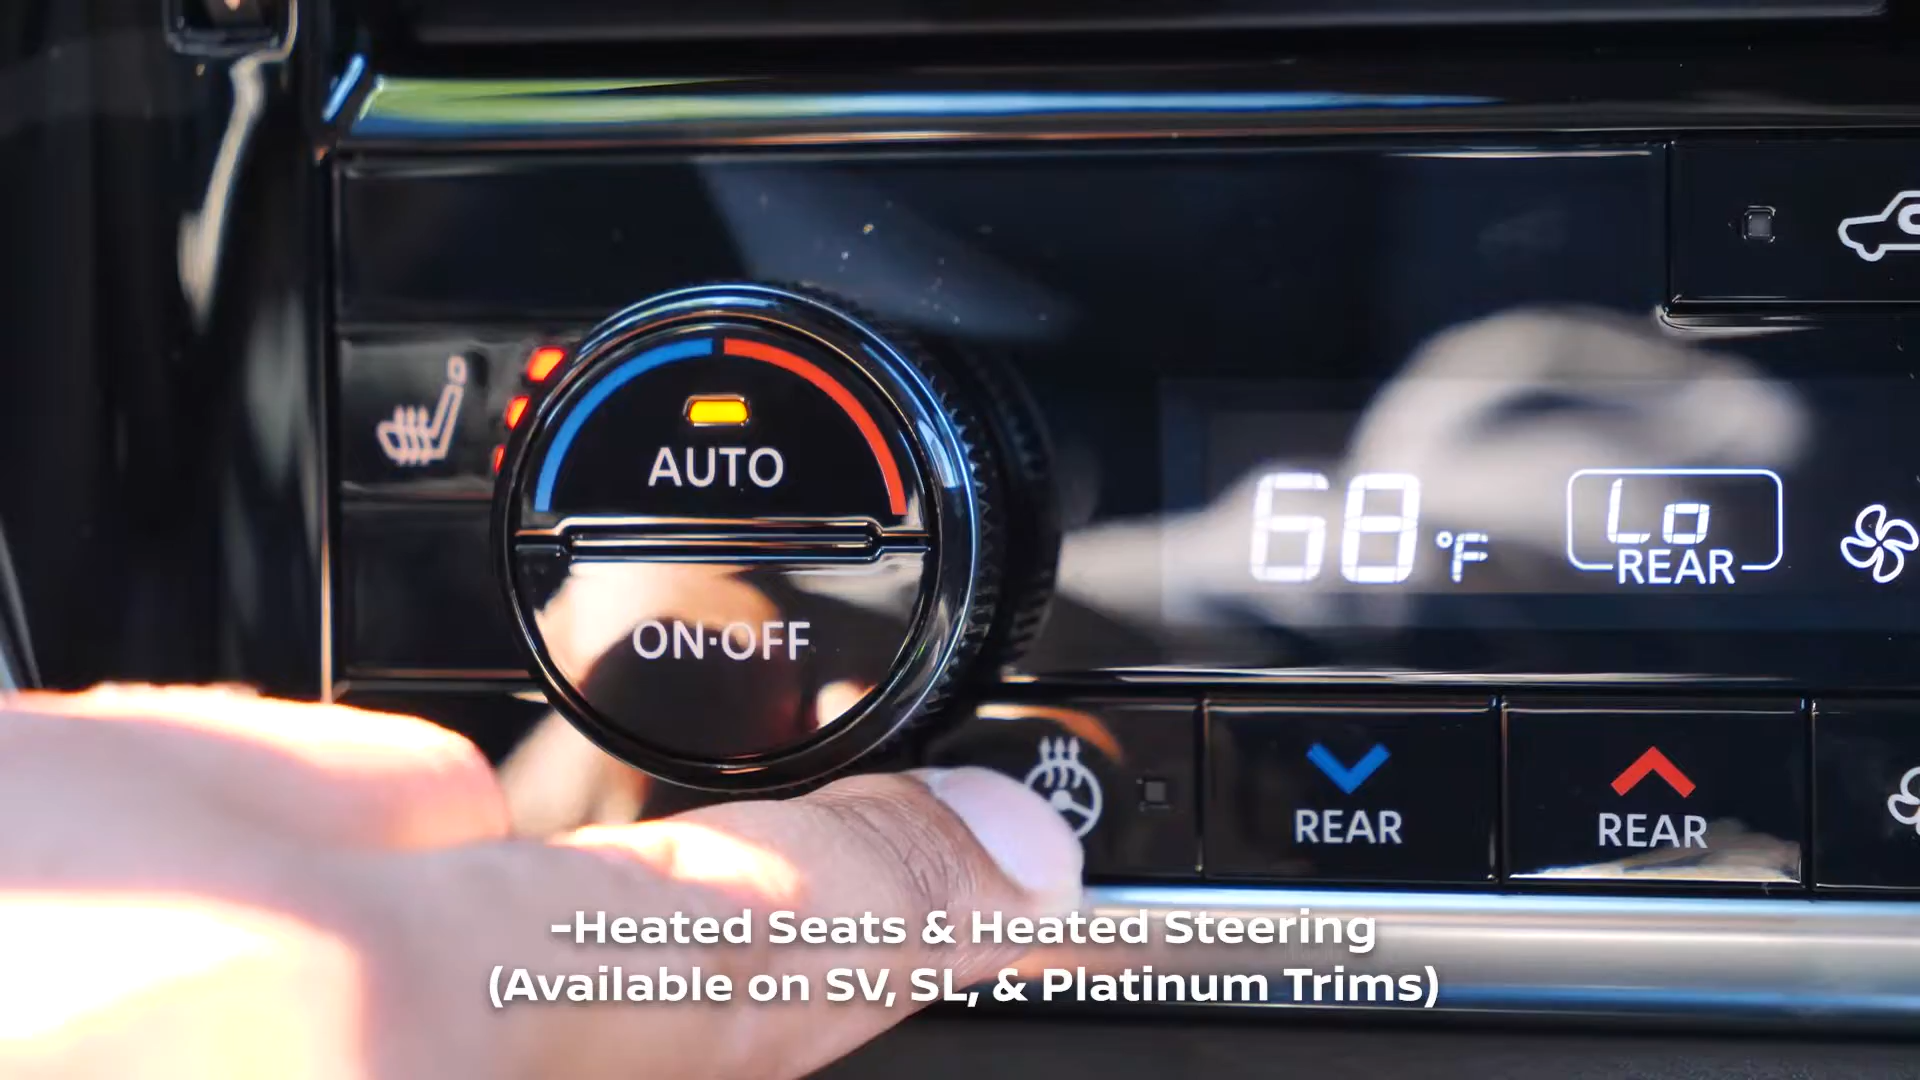 AUTO
ON·OFF
68 °F
Lo
REAR
REAR
REAR
-Heated Seats & Heated Steering
(Available on SV, SL, & Platinum Trims)